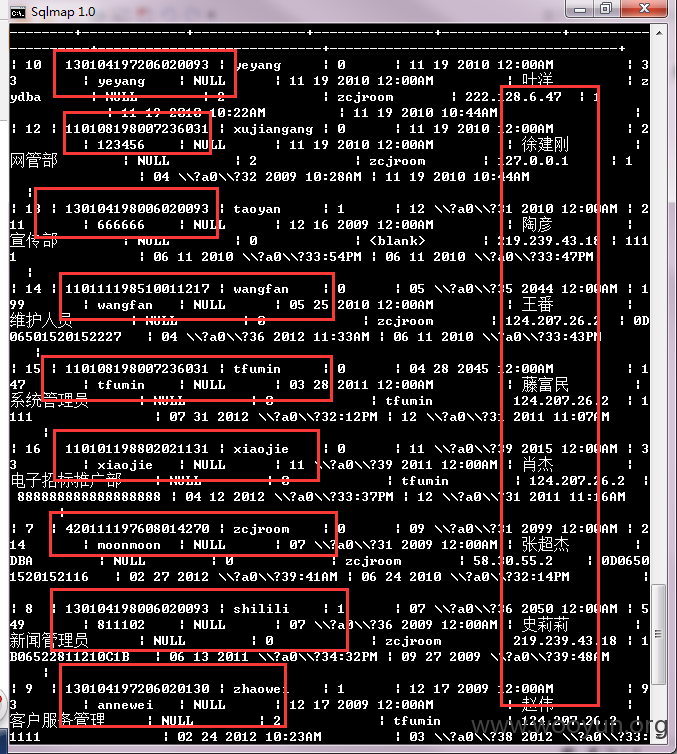 Sqlmap 1.0
| 10 | 130104197206020093 | yeyang | 0 | 11 19 2010 12:00AM | 3
3 | yeyang | NULL | 11 19 2010 12:00AM | 叶洋 | z
ydba | NULL | 2 | zcjroom | 222.128.6.47 | 1
| 11 19 2010 10:22AM | 11 19 2010 10:44AM |
| 12 | 110108198007236031 | xujiangang | 0 | 11 19 2010 12:00AM | 2
| 123456 | NULL | 11 19 2010 12:00AM | 徐建刚
网管部 | NULL | 2 | zcjroom | 127.0.0.1 | 1
| 04 \\?a0\\?32 2009 10:28AM | 11 19 2010 10:44AM
|
| 13 | 130104198006020093 | taoyan | 1 | 12 \\?a0\\?31 2010 12:00AM | 2
11 | 666666 | NULL | 12 16 2009 12:00AM | 陶彦
宣传部 | NULL | 0 | <blank> | 219.239.43.18 | 111
1 | 06 11 2010 \\?a0\\?33:54PM | 06 11 2010 \\?a0\\?33:47PM
|
| 14 | 110111198510011217 | wangfan | 0 | 05 \\?a0\\?35 2044 12:00AM | 2
99 | wangfan | NULL | 05 25 2010 12:00AM | 王番
维护人员 | NULL | 8 | zcjroom | 124.207.26.2 | 0D
06501520152227 | 04 \\?a0\\?36 2012 11:33AM | 06 11 2010 \\?a0\\?33:43PM
|
| 15 | 110108198007236031 | tfumin | 0 | 04 28 2045 12:00AM | 2
47 | tfumin | NULL | 03 28 2011 12:00AM | 藤富民
系统管理员 | NULL | 8 | tfumin | 124.207.26.2 | 1
111 | 07 31 2012 \\?a0\\?32:12PM | 12 \\?a0\\?31 2011 11:07AM
|
| 16 | 110101198802021131 | xiaojie | 0 | 11 \\?a0\\?39 2015 12:00AM | 3
3 | xiaojie | NULL | 11 \\?a0\\?39 2011 12:00AM | 肖杰
电子招标推广部 | NULL | 8 | tfumin | 124.207.26.2 |
888888888888888888 | 04 12 2012 \\?a0\\?33:37PM | 12 \\?a0\\?31 2011 11:16AM
|
| 7 | 420111197608014270 | zcjroom | 0 | 09 \\?a0\\?31 2099 12:00AM | 2
14 | moonmoon | NULL | 07 \\?a0\\?31 2009 12:00AM | 张超杰
DBA | NULL | 0 | zcjroom | 58.30.55.2 | 0D0650
1520152116 | 02 27 2012 \\?a0\\?39:41AM | 06 24 2010 \\?a0\\?32:14PM |
| 8 | 130104198006020093 | shilili | 1 | 07 \\?a0\\?36 2050 12:00AM | 2
49 | 811102 | NULL | 07 \\?a0\\?36 2009 12:00AM | 史莉莉
新闻管理员 | NULL | 0 | zcjroom | 219.239.43.18 | 1
B06522811210C1B | 06 13 2011 \\?a0\\?34:32PM | 09 27 2009 \\?a0\\?39:48AM
|
| 9 | 130104197206020130 | zhaowei | 1 | 12 17 2009 12:00AM | 2
| annewei | NULL | 12 17 2009 12:00AM | 赵伟
客户服务管理 | NULL | 2 | tfumin | 124.207.26.2 |
1111 | 02 24 2012 10:23AM | 03 \\?a0\\?33
www.wooyun.org